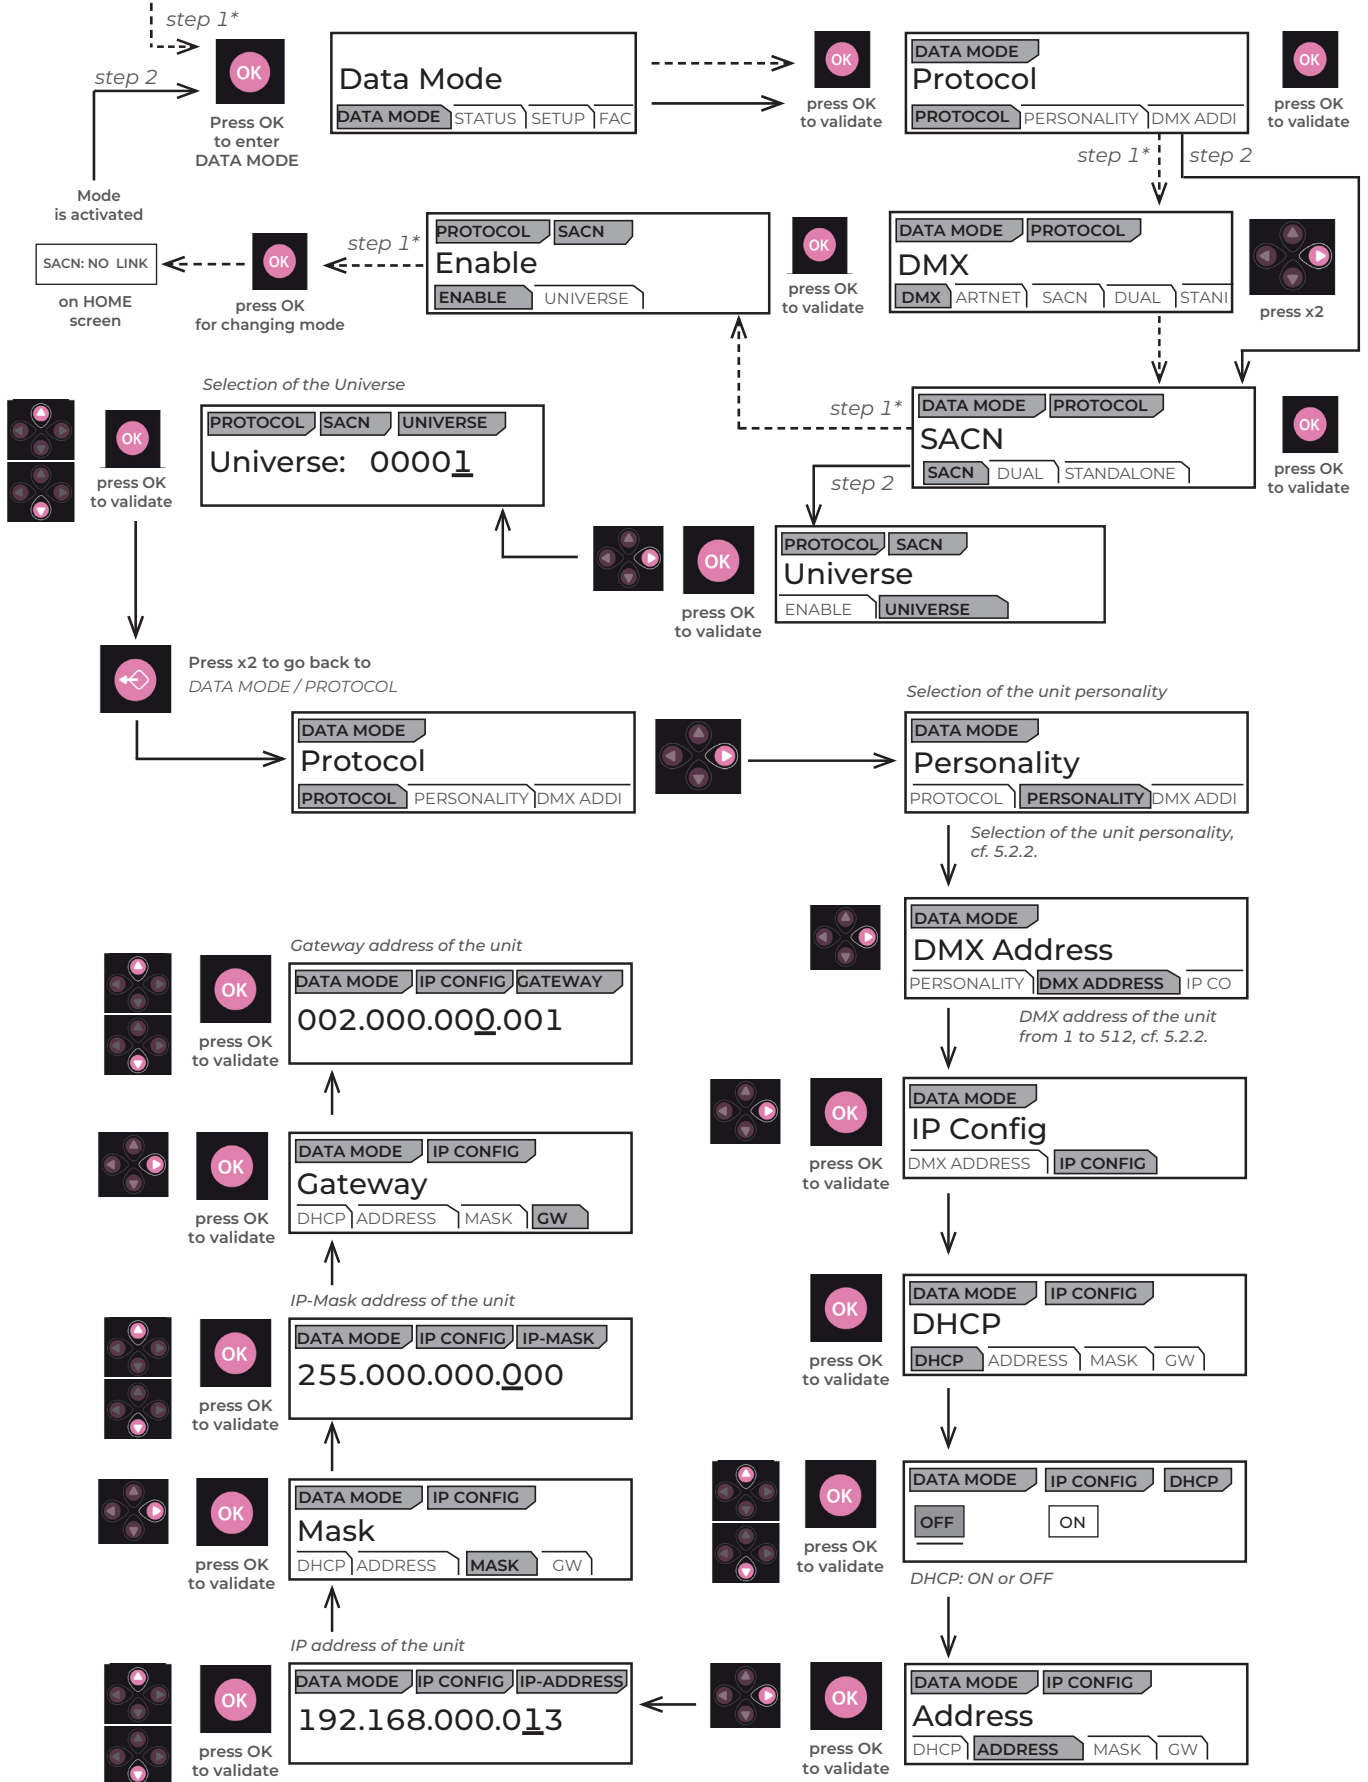 step 1*
step 2
OK
Press OK
to enter
DATA MODE
Data Mode
DATA MODE STATUS SETUP FAC
OK
press OK
to validate
DATA MODE
Protocol
PROTOCOL PERSONALITY DMX ADDI
OK
press OK
to validate
step 1*
step 2
Mode
is activated
SACN: NO LINK
on HOME
screen
OK
press OK
for changing mode
step 1*
PROTOCOL SACN
Enable
ENABLE UNIVERSE
OK
press OK
to validate
DATA MODE PROTOCOL
DMX
DMX ARTNET SACN DUAL STANI
press x2
Selection of the Universe
OK
press OK
to validate
PROTOCOL SACN UNIVERSE
Universe: 00001
step 1*
step 2
DATA MODE PROTOCOL
SACN
SACN DUAL STANDALONE
OK
press OK
to validate
OK
press OK
to validate
PROTOCOL SACN
Universe
ENABLE UNIVERSE
Press x2 to go back to
DATA MODE / PROTOCOL
DATA MODE
Protocol
PROTOCOL PERSONALITY DMX ADDI
Selection of the unit personality
DATA MODE
Personality
PROTOCOL PERSONALITY DMX ADDI
Selection of the unit personality,
cf. 5.2.2.
DATA MODE
DMX Address
PERSONALITY DMX ADDRESS IP CO
DMX address of the unit
from 1 to 512, cf. 5.2.2.
OK
press OK
to validate
DATA MODE
IP Config
DMX ADDRESS IP CONFIG
OK
press OK
to validate
DATA MODE IP CONFIG
DHCP
DHCP ADDRESS MASK GW
OK
press OK
to validate
DATA MODE IP CONFIG DHCP
OFF ON
DHCP: ON or OFF
OK
press OK
to validate
DATA MODE IP CONFIG
Address
DHCP ADDRESS MASK GW
IP address of the unit
OK
press OK
to validate
DATA MODE IP CONFIG IP-ADDRESS
192.168.000.013
OK
press OK
to validate
DATA MODE IP CONFIG
Mask
DHCP ADDRESS MASK GW
IP-Mask address of the unit
OK
press OK
to validate
DATA MODE IP CONFIG IP-MASK
255.000.000.000
OK
press OK
to validate
DATA MODE IP CONFIG
Gateway
DHCP ADDRESS MASK GW
Gateway address of the unit
OK
press OK
to validate
DATA MODE IP CONFIG GATEWAY
002.000.000.001